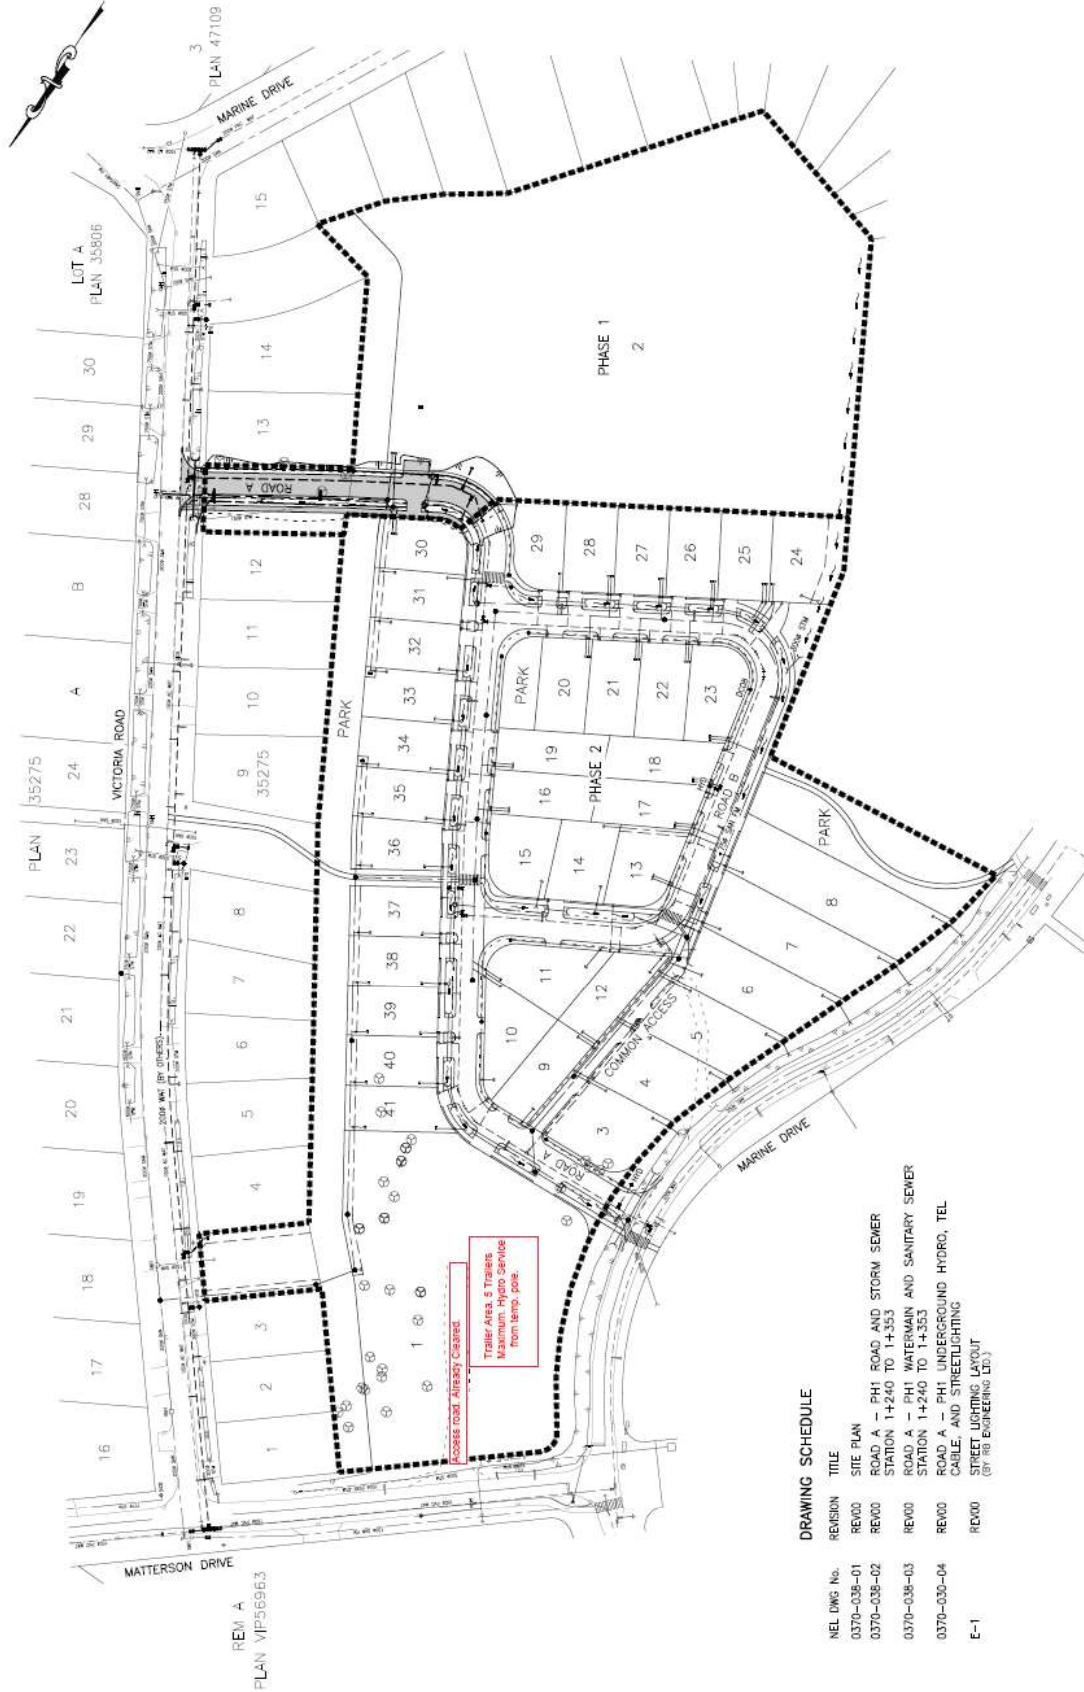 3
PLAN 47109
MARINE DRIVE
LOT A
PLAN 35806
15
14
13
30
29
28
B
A
PLAN 35275
24
23
22
21
20
19
18
17
16
VICTORIA ROAD
200Ø WAT (BY OTHERS)
12
11
10
9
35275
8
7
6
5
4
3
2
1
MATTERSON DRIVE
REM A
PLAN VIP56963
PHASE 1
2
ROAD A
PARK
30
31
32
33
34
35
36
37
38
39
40
41
29
28
27
26
25
24
PARK
20
21
22
23
19
18
PHASE 2
16
17
15
14
13
ROAD B
HYD
600Ø STM
11
12
10
9
COMMON ACCESS
PARK
8
7
6
5
4
3
ROAD A
HYD
MARINE DRIVE
1
Access road. Already Cleared.
Trailer Area. 5 Trailers
Maximum. Hydro Service
from temp. pole.
DRAWING SCHEDULE
NEL DWG No. REVISION TITLE
0370-038-01 REV00 SITE PLAN
0370-038-02 REV00 ROAD A - PH1 ROAD AND STORM SEWER
STATION 1+240 TO 1+353
0370-038-03 REV00 ROAD A - PH1 WATERMAIN AND SANITARY SEWER
STATION 1+240 TO 1+353
0370-030-04 REV00 ROAD A - PH1 UNDERGROUND HYDRO, TEL
CABLE, AND STREETLIGHTING
E-1 REV00 STREET LIGHTING LAYOUT
(BY RB ENGINEERING LTD.)